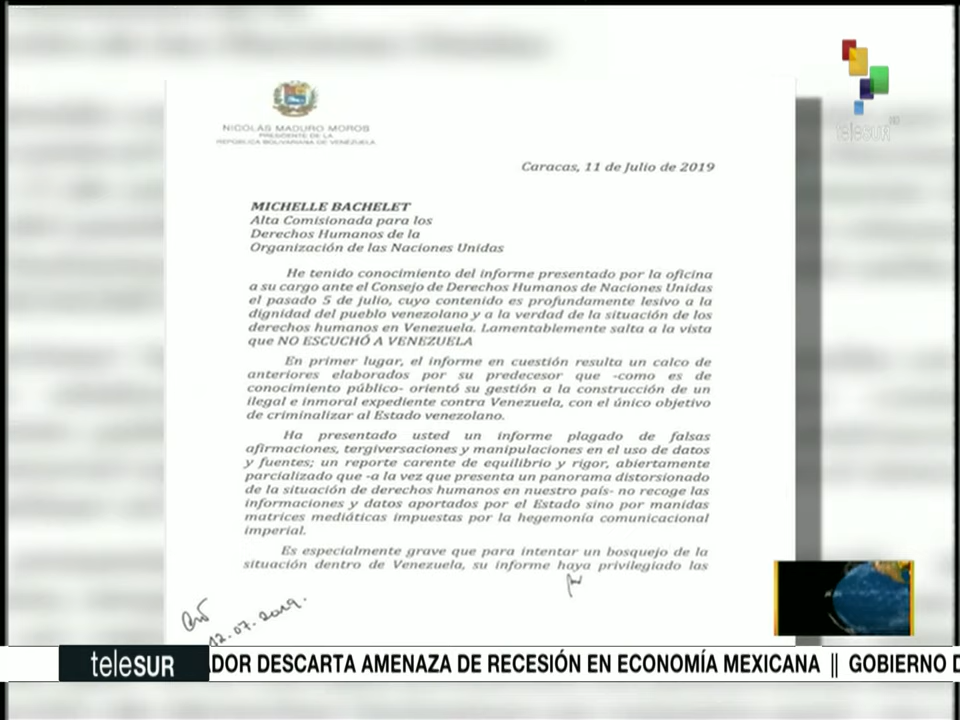 teleSUR
NICOLÁS MADURO MOROS
PRESIDENTE DE LA
REPÚBLICA BOLIVARIANA DE VENEZUELA
Caracas, 11 de Julio de 2019
MICHELLE BACHELET
Alta Comisionada para los
Derechos Humanos de la
Organización de las Naciones Unidas
He tenido conocimiento del informe presentado por la oficina
a su cargo ante el Consejo de Derechos Humanos de Naciones Unidas
el pasado 5 de julio, cuyo contenido es profundamente lesivo a la
dignidad del pueblo venezolano y a la verdad de la situación de los
derechos humanos en Venezuela. Lamentablemente salta a la vista
que NO ESCUCHÓ A VENEZUELA
En primer lugar, el informe en cuestión resulta un calco de
anteriores elaborados por su predecesor que -como es de
conocimiento público- orientó su gestión a la construcción de un
ilegal e inmoral expediente contra Venezuela, con el único objetivo
de criminalizar al Estado venezolano.
Ha presentado usted un informe plagado de falsas
afirmaciones, tergiversaciones y manipulaciones en el uso de datos
y fuentes; un reporte carente de equilibrio y rigor, abiertamente
parcializado que -a la vez que presenta un panorama distorsionado
de la situación de derechos humanos en nuestro país- no recoge las
informaciones y datos aportados por el Estado sino por manidas
matrices mediáticas impuestas por la hegemonía comunicacional
imperial.
Es especialmente grave que para intentar un bosquejo de la
situación dentro de Venezuela, su informe haya privilegiado las
12.07.2019.
teleSUR
DOR DESCARTA AMENAZA DE RECESIÓN EN ECONOMÍA MEXICANA || GOBIERNO D